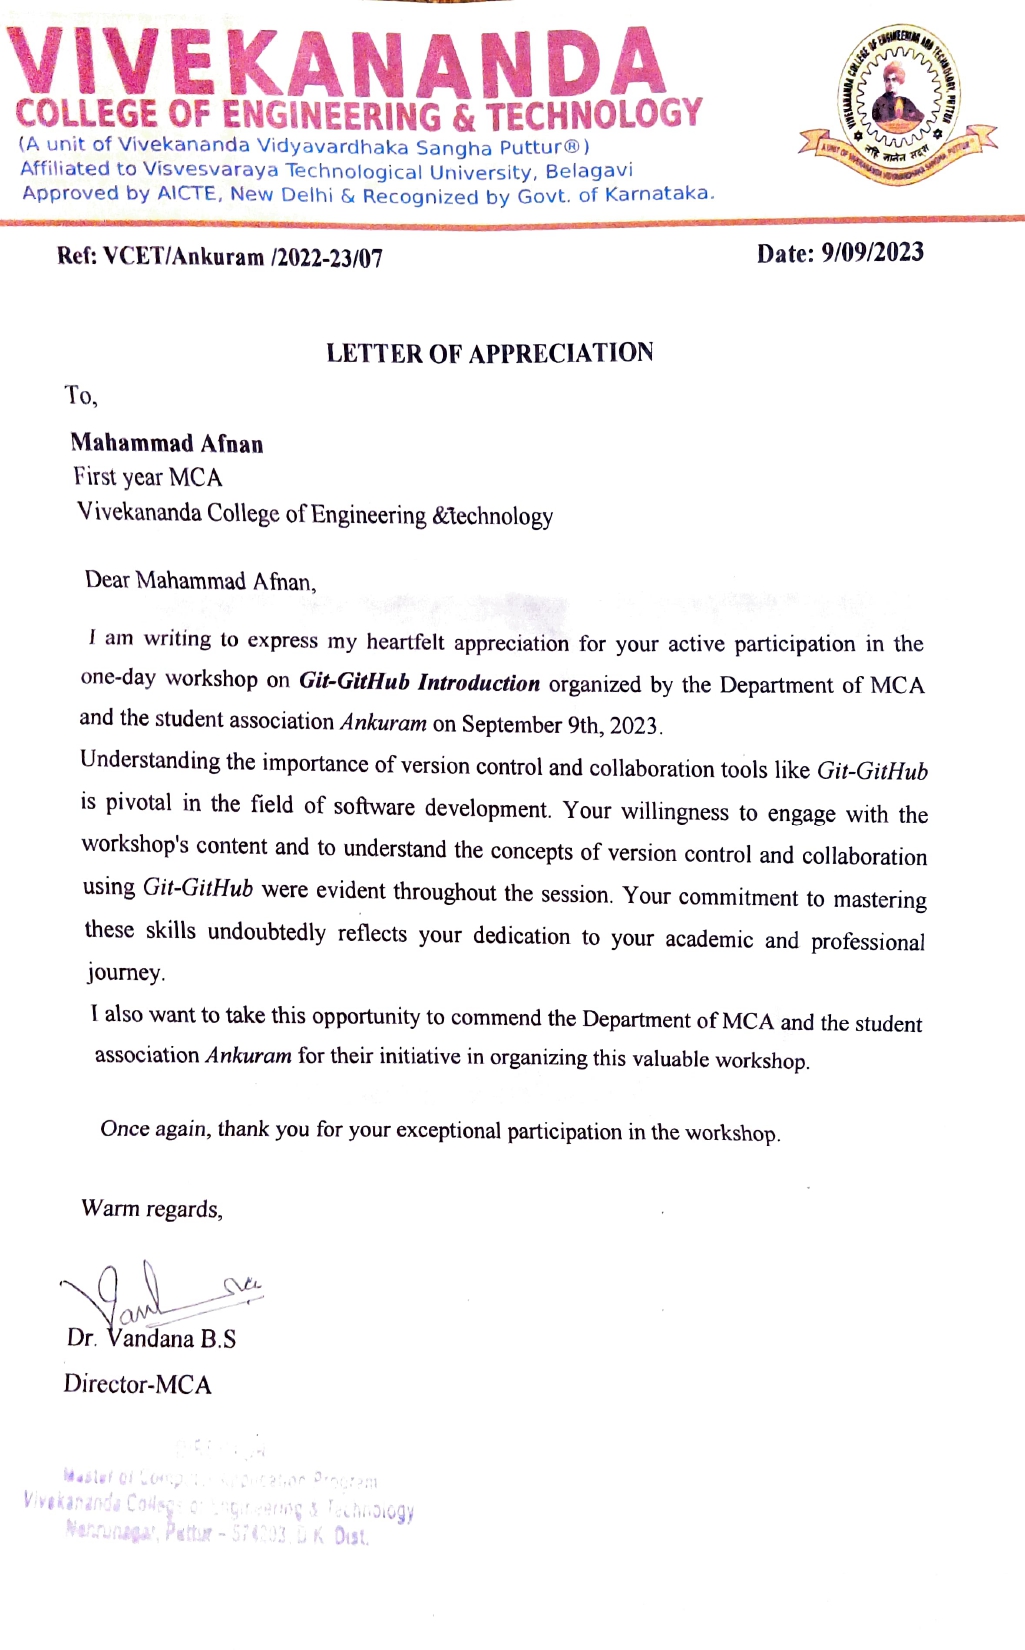 VIVEKANANDA
COLLEGE OF ENGINEERING & TECHNOLOGY
(A unit of Vivekananda Vidyavardhaka Sangha Puttur®)
Affiliated to Visvesvaraya Technological University, Belagavi
Approved by AICTE, New Delhi & Recognized by Govt. of Karnataka.
VIVEKANANDA COLLEGE OF ENGINEERING AND TECHNOLOGY, PUTTUR
A UNIT OF VIVEKANANDA VIDYAVARDHAKA SANGHA, PUTTUR
Ref: VCET/Ankuram /2022-23/07
Date: 9/09/2023
LETTER OF APPRECIATION
To,
Mahammad Afnan
First year MCA
Vivekananda College of Engineering &technology
Dear Mahammad Afnan,
I am writing to express my heartfelt appreciation for your active participation in the
one-day workshop on Git-GitHub Introduction organized by the Department of MCA
and the student association Ankuram on September 9th, 2023.
Understanding the importance of version control and collaboration tools like Git-GitHub
is pivotal in the field of software development. Your willingness to engage with the
workshop's content and to understand the concepts of version control and collaboration
using Git-GitHub were evident throughout the session. Your commitment to mastering
these skills undoubtedly reflects your dedication to your academic and professional
journey.
I also want to take this opportunity to commend the Department of MCA and the student
association Ankuram for their initiative in organizing this valuable workshop.
Once again, thank you for your exceptional participation in the workshop.
Warm regards,
Dr. Vandana B.S
Director-MCA
Master of Computer Application Program
Vivekananda College of Engineering & Technology
Nehrunagar, Puttur - 574203, D.K. Dist.